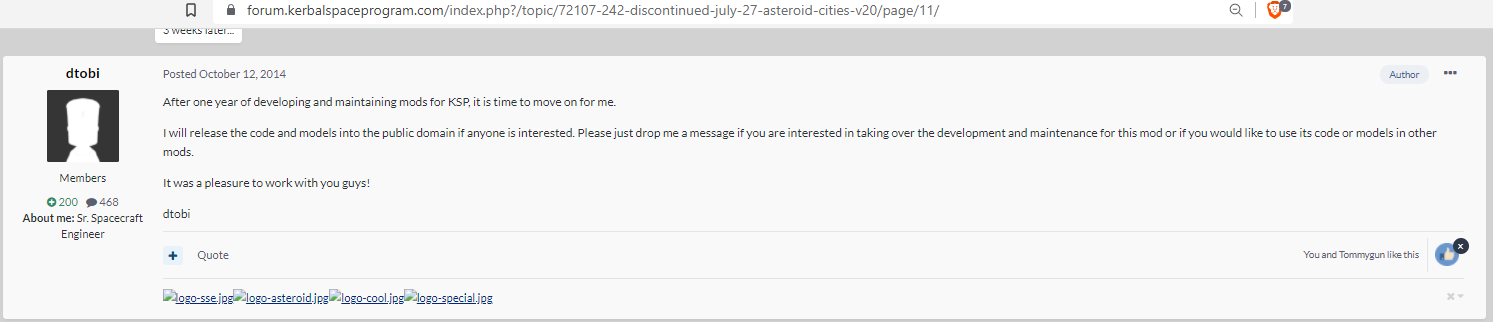 forum.kerbalspaceprogram.com/index.php?/topic/72107-242-discontinued-july-27-asteroid-cities-v20/page/11/
7
3 weeks later...
dtobi
Posted October 12, 2014
Author
After one year of developing and maintaining mods for KSP, it is time to move on for me.
I will release the code and models into the public domain if anyone is interested. Please just drop me a message if you are interested in taking over the development and maintenance for this mod or if you would like to use its code or models in other
mods.
It was a pleasure to work with you guys!
dtobi
Members
200 468
About me: Sr. Spacecraft
Engineer
Quote
You and Tommygun like this
logo-sse.jpg logo-asteroid.jpg logo-cool.jpg logo-special.jpg